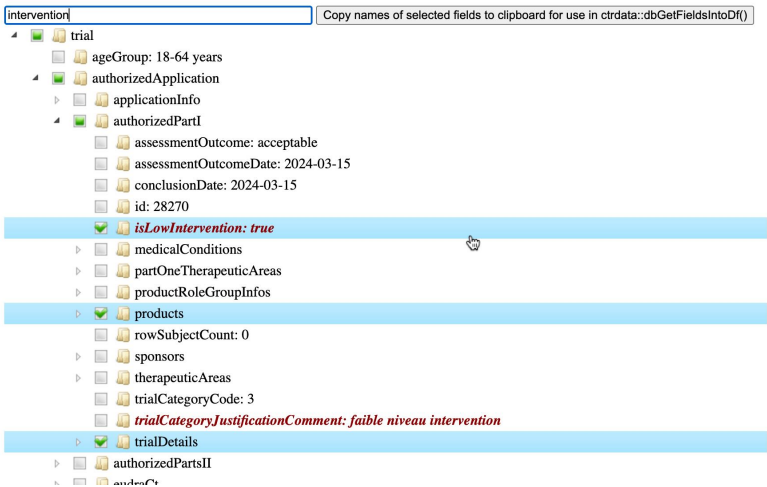 intervention
Copy names of selected fields to clipboard for use in ctrdata::dbGetFieldsIntoDf()
trial
ageGroup: 18-64 years
authorizedApplication
applicationInfo
authorizedPartI
assessmentOutcome: acceptable
assessmentOutcomeDate: 2024-03-15
conclusionDate: 2024-03-15
id: 28270
isLowIntervention: true
medicalConditions
partOneTherapeuticAreas
productRoleGroupInfos
products
rowSubjectCount: 0
sponsors
therapeuticAreas
trialCategoryCode: 3
trialCategoryJustificationComment: faible niveau intervention
trialDetails
authorizedPartsII
eudraCt